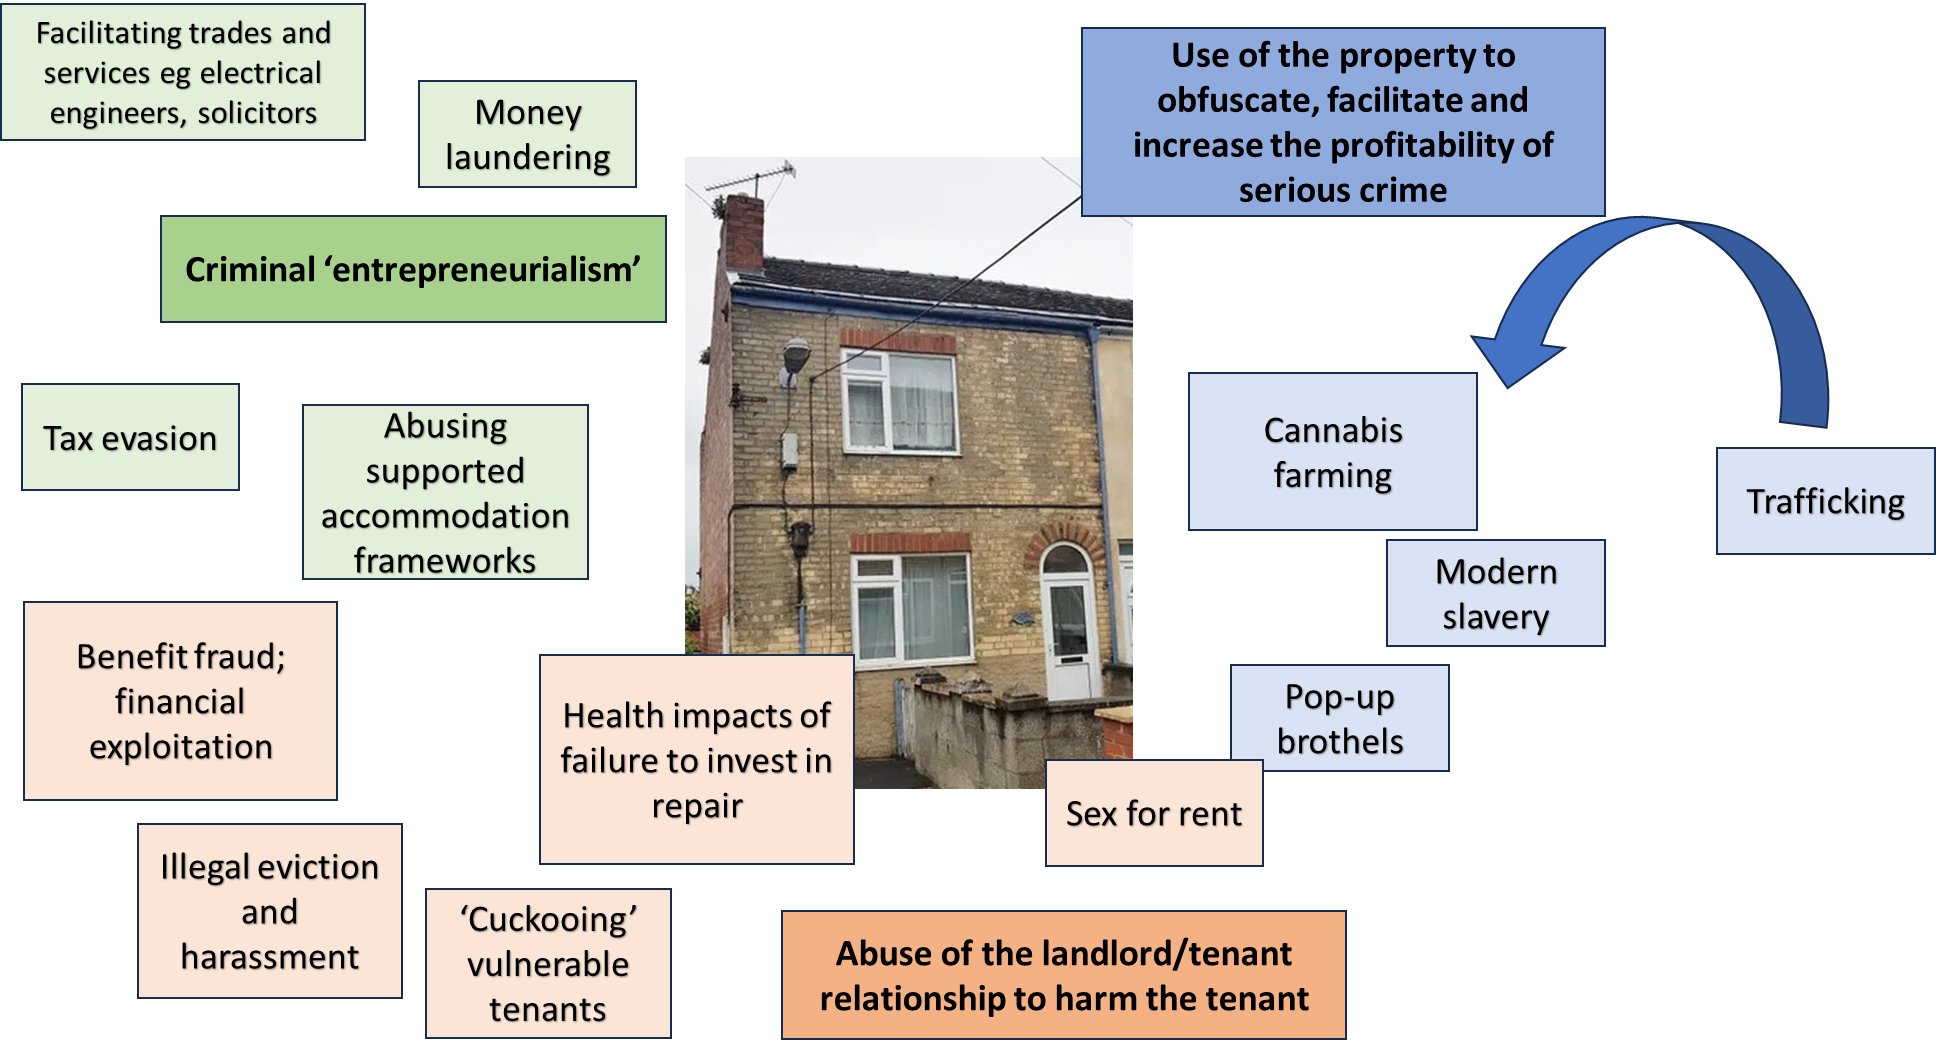 Facilitating trades and
services eg electrical
engineers, solicitors
Money
laundering
Criminal ‘entrepreneurialism’
Tax evasion
Abusing
supported
accommodation
frameworks
Use of the property to
obfuscate, facilitate and
increase the profitability of
serious crime
Cannabis
farming
Trafficking
Modern
slavery
Pop-up
brothels
Benefit fraud;
financial
exploitation
Health impacts of
failure to invest in
repair
Sex for rent
Illegal eviction
and
harassment
‘Cuckooing’
vulnerable
tenants
Abuse of the landlord/tenant
relationship to harm the tenant